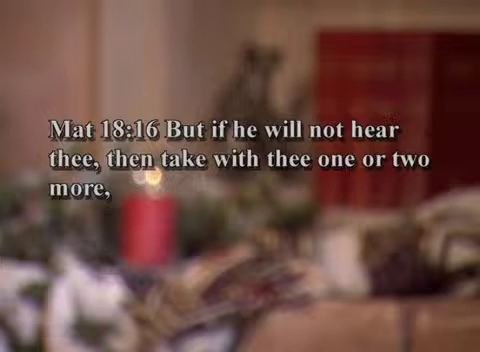 Mat 18:16 But if he will not hear
thee, then take with thee one or two
more,